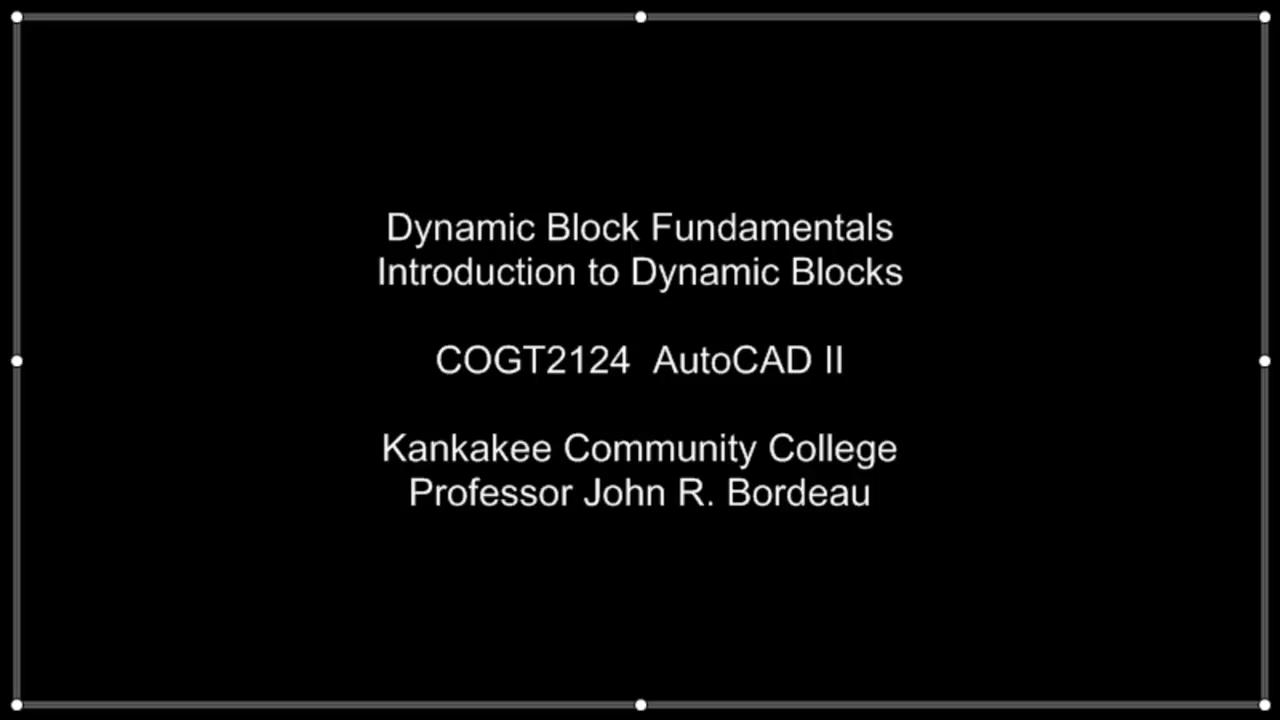 Dynamic Block Fundamentals
Introduction to Dynamic Blocks
COGT2124 AutoCAD II
Kankakee Community College
Professor John R. Bordeau